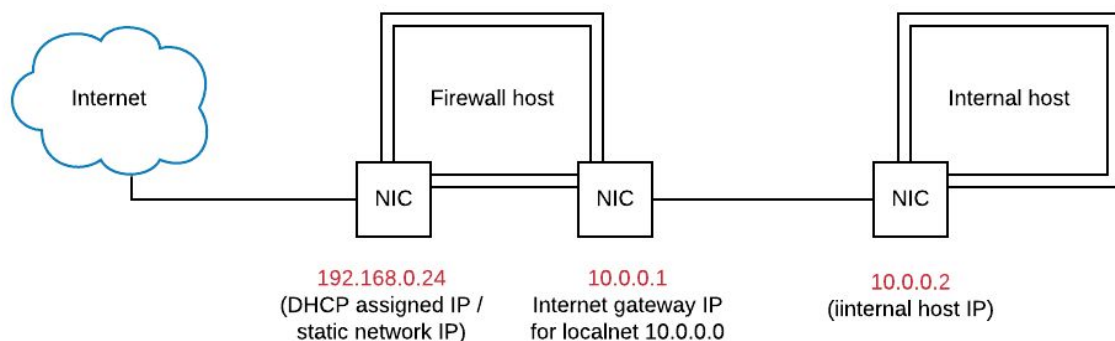 Internet
Firewall host
Internal host
NIC
NIC
NIC
192.168.0.24
(DHCP assigned IP /
static network IP)
10.0.0.1
Internet gateway IP
for localnet 10.0.0.0
10.0.0.2
(iinternal host IP)